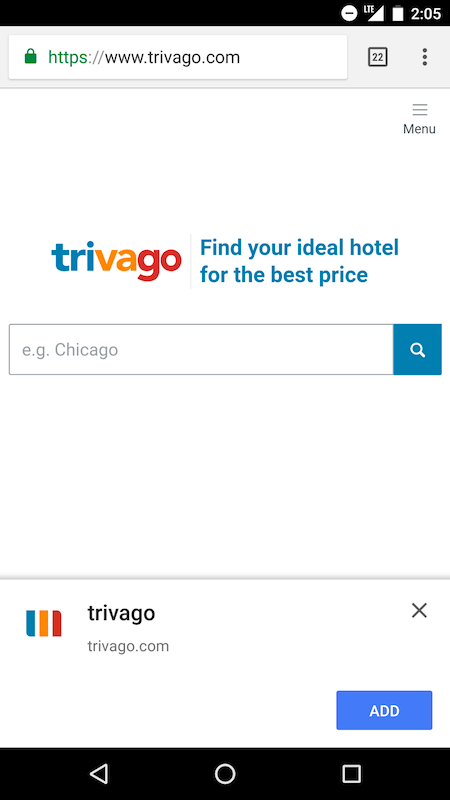 LTE 2:05
https://www.trivago.com 22
Menu
trivago
Find your ideal hotel
for the best price
e.g. Chicago
trivago
trivago.com
ADD